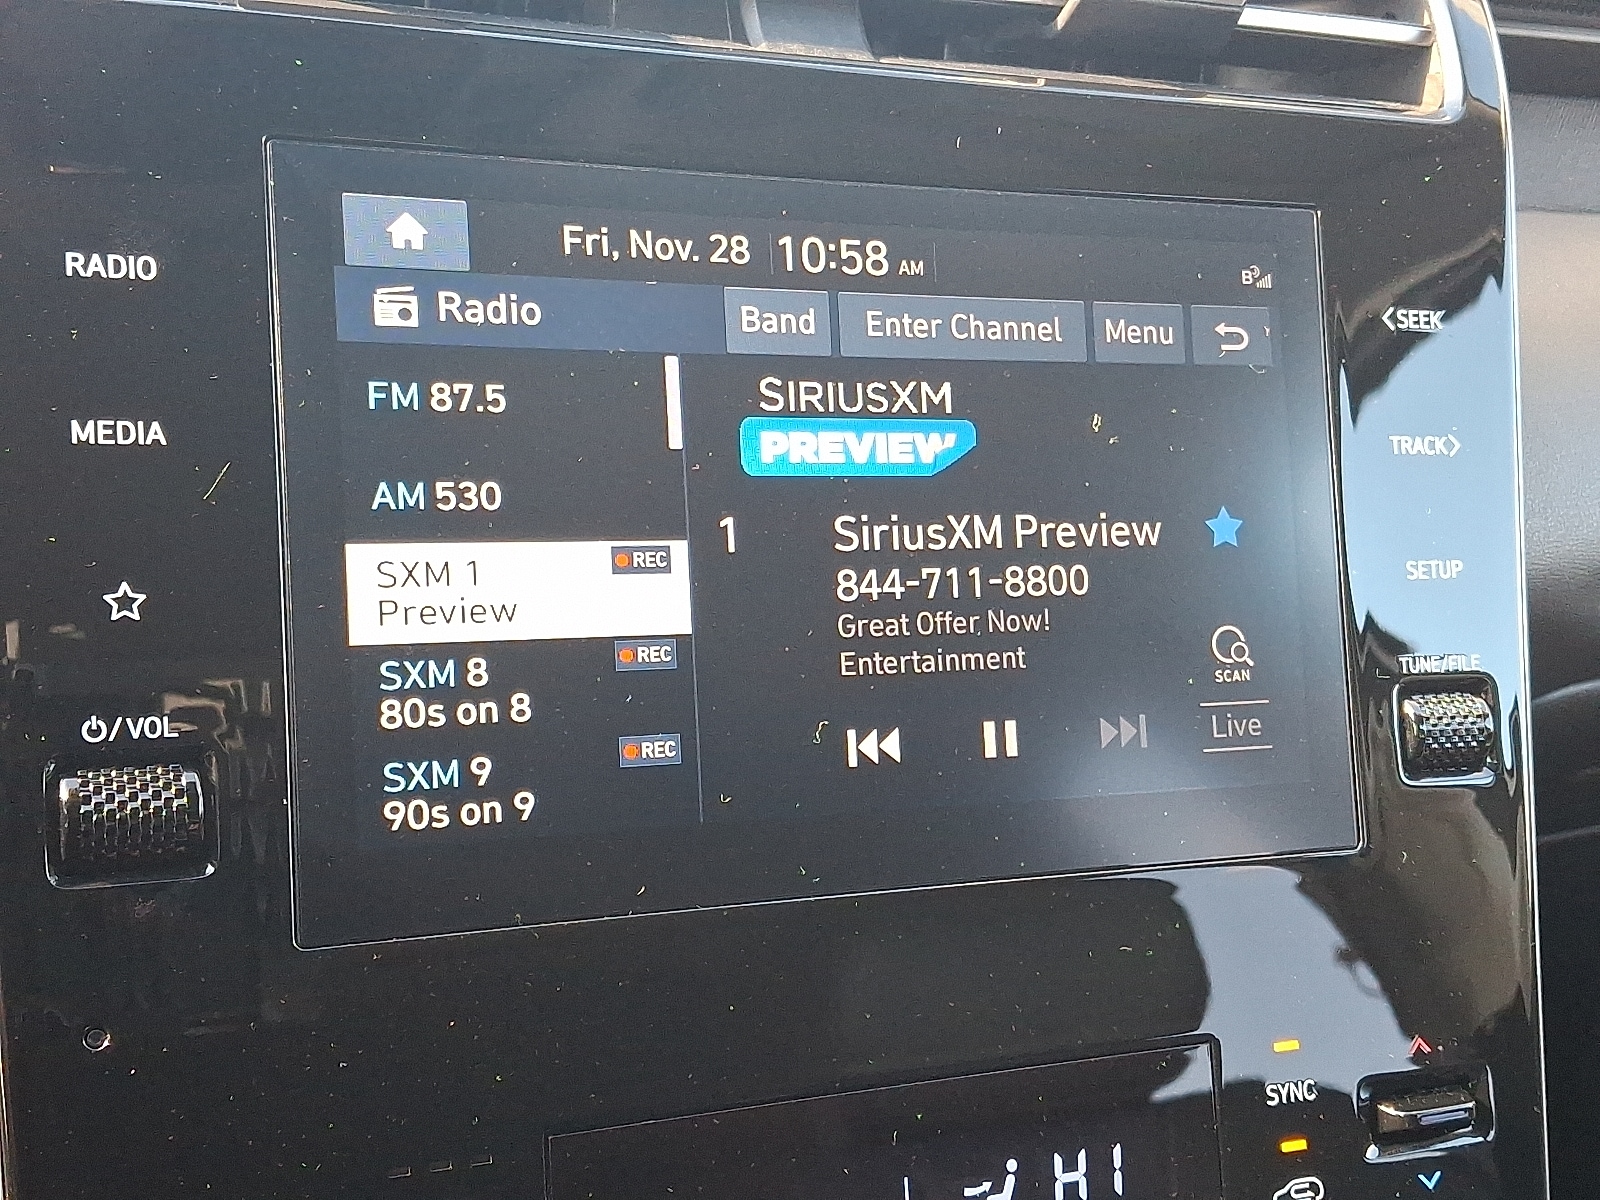 Fri, Nov. 28 10:58 AM
B
Radio
Band
Enter Channel
Menu
FM 87.5
AM 530
SXM 1
REC
Preview
SXM 8
REC
80s on 8
SXM 9
REC
90s on 9
SIRIUSXM
PREVIEW
1
SiriusXM Preview
844-711-8800
Great Offer, Now!
Entertainment
SCAN
Live
RADIO
MEDIA
/ VOL
<SEEK
TRACK>
SETUP
TUNE/FILE
SYNC
HI